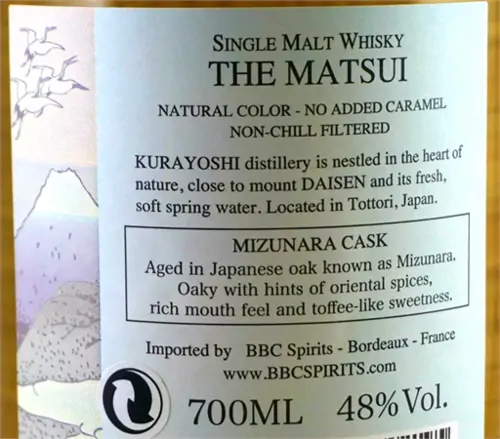 SINGLE MALT WHISKY
THE MATSUI
NATURAL COLOR - NO ADDED CARAMEL
NON-CHILL FILTERED
KURAYOSHI distillery is nestled in the heart of
nature, close to mount DAISEN and its fresh,
soft spring water. Located in Tottori, Japan.
MIZUNARA CASK
Aged in Japanese oak known as Mizunara.
Oaky with hints of oriental spices,
rich mouth feel and toffee-like sweetness.
Imported by BBC Spirits - Bordeaux - France
www.BBCSPIRITS.com
700ML 48% Vol.